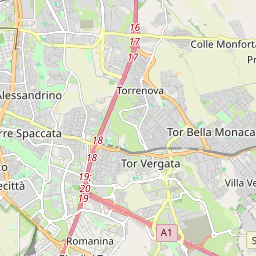 16
17
Colle Monfort
17
Torrenova
Alessandrino
rre Spaccata
18
18
Tor Bella Monaca
Tor Vergata
19;
20
19
Villa Ve
A1
Romanina